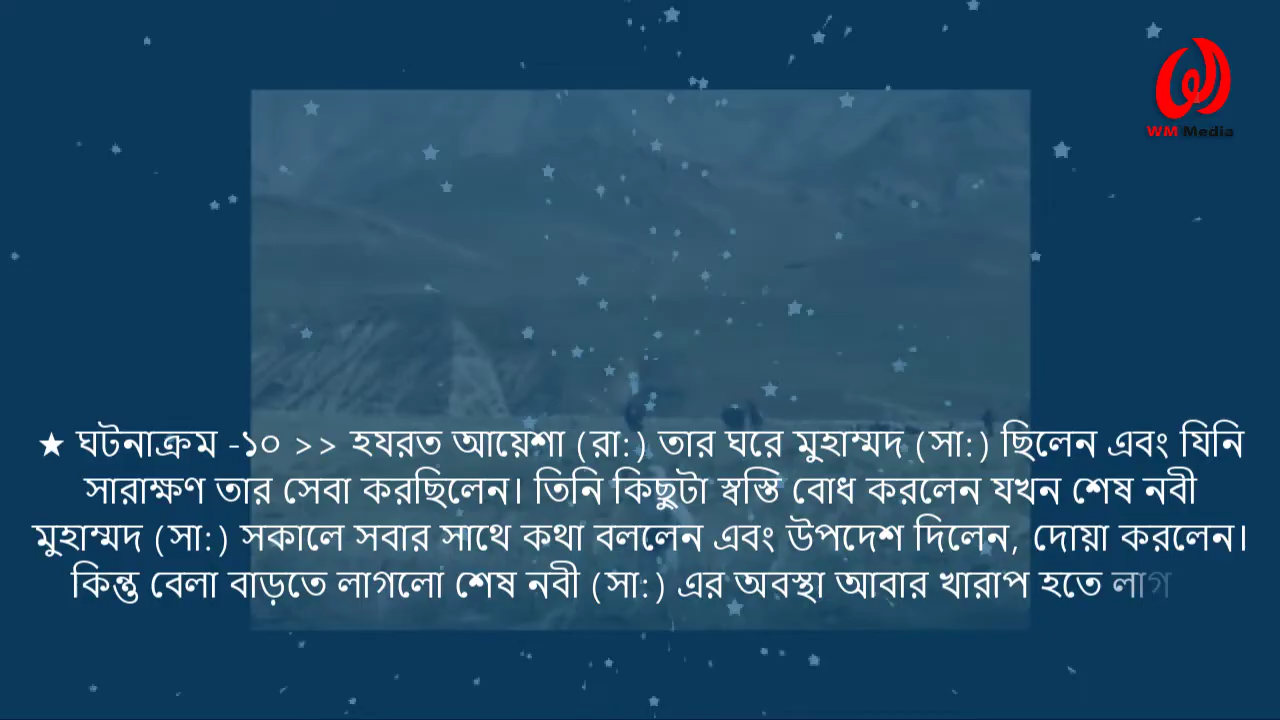 WM Media
★ ঘটনাক্রম -১০ >> হযরত আয়েশা (রা:) তার ঘরে মুহাম্মদ (সা:) ছিলেন এবং যিনি
সারাক্ষণ তার সেবা করছিলেন। তিনি কিছুটা স্বস্তি বোধ করলেন যখন শেষ নবী
মুহাম্মদ (সা:) সকালে সবার সাথে কথা বললেন এবং উপদেশ দিলেন, দোয়া করলেন।
কিন্তু বেলা বাড়তে লাগলো শেষ নবী (সা:) এর অবস্থা আবার খারাপ হতে লাগ